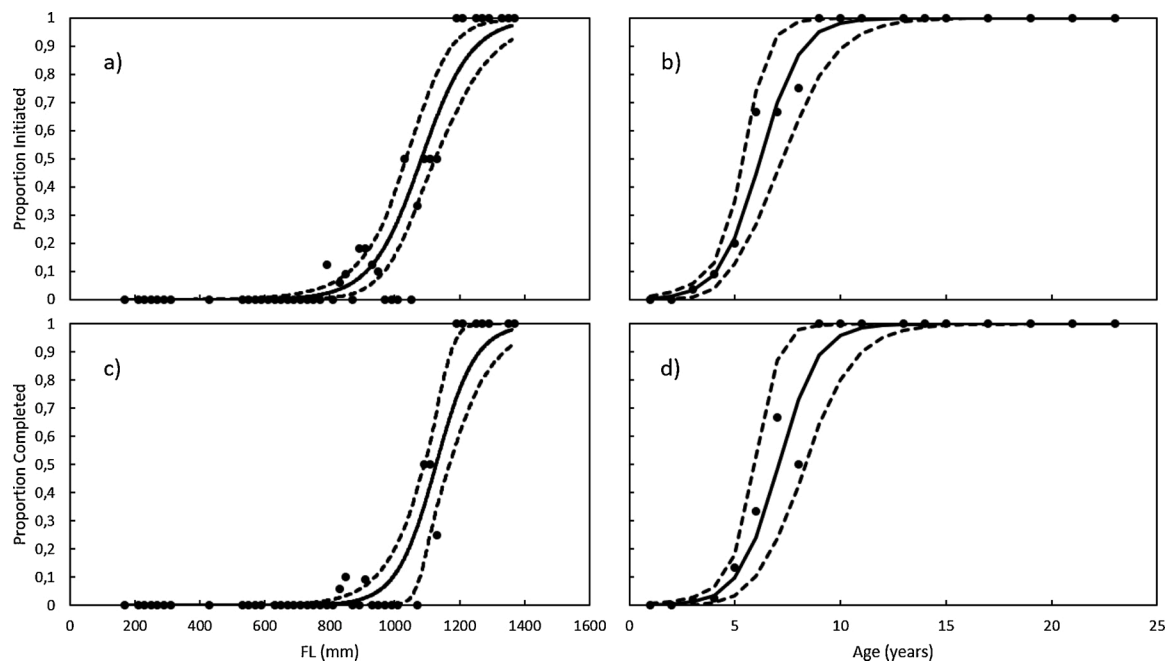 1
0,9
0,8
0,7
0,6
0,5
0,4
0,3
0,2
0,1
0
Proportion Initiated
a)
b)
1
0,9
0,8
0,7
0,6
0,5
0,4
0,3
0,2
0,1
0
Proportion Completed
c)
d)
0 200 400 600 800 1000 1200 1400 1600
FL (mm)
0 5 10 15 20 25
Age (years)